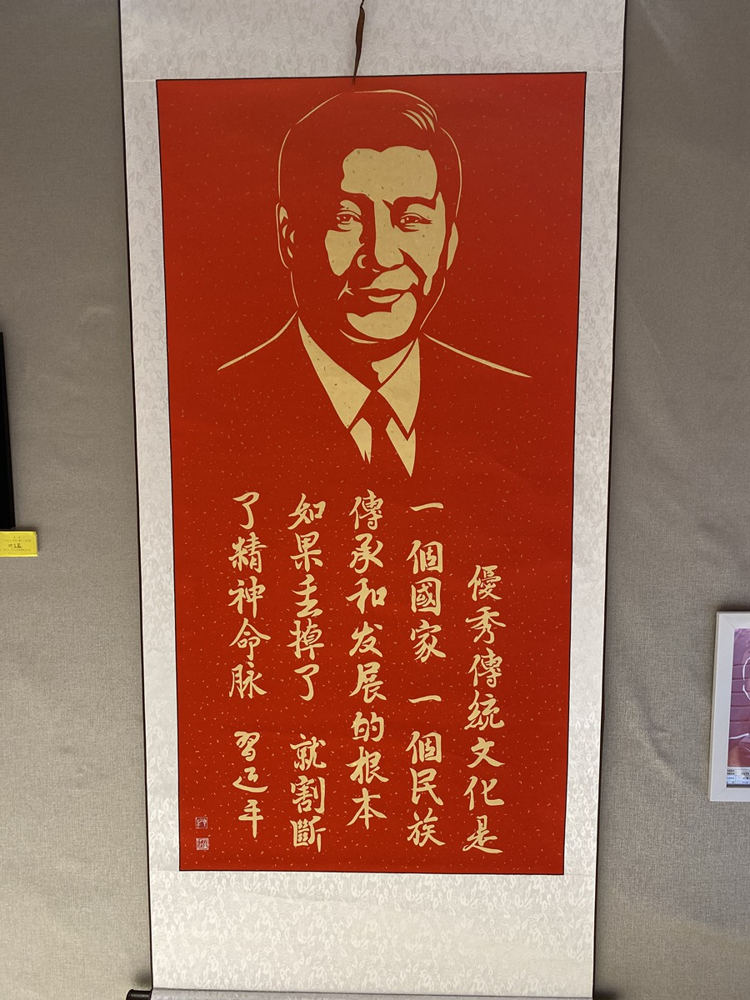 優秀傳統文化是
一個國家 一個民族
傳承和发展的根本
如果丢掉了 就割斷
了精神命脉 習近平